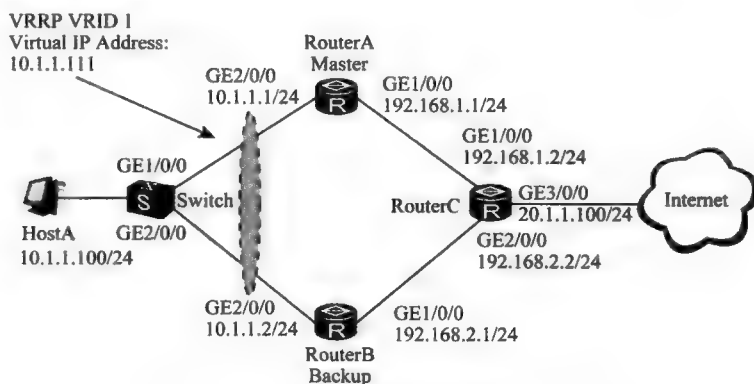 VRRP VRID 1
Virtual IP Address:
10.1.1.111
RouterA
Master
GE2/0/0
10.1.1.1/24
GE1/0/0
192.168.1.1/24
GE1/0/0
192.168.1.2/24
GE1/0/0
S
Switch
HostA
10.1.1.100/24
GE2/0/0
RouterC
R
R
R
GE3/0/0
20.1.1.100/24
Internet
GE2/0/0
192.168.2.2/24
GE2/0/0
10.1.1.2/24
GE1/0/0
192.168.2.1/24
RouterB
Backup